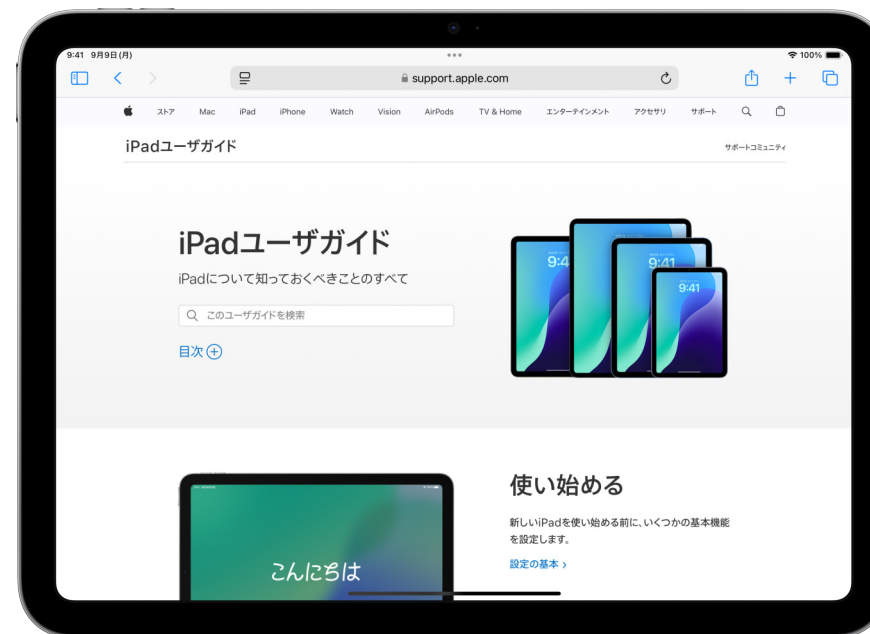 9:41 9月9日(月)
100%
support.apple.com
ストア Mac iPad iPhone Watch Vision AirPods TV & Home エンターテインメント アクセサリ サポート
iPadユーザガイド
サポートコミュニティ
iPadユーザガイド
iPadについて知っておくべきことのすべて
このユーザガイドを検索
目次
9:4
9:41
9:41
使い始める
新しいiPadを使い始める前に、いくつかの基本機能
を設定します。
設定の基本 ›
こんにちは